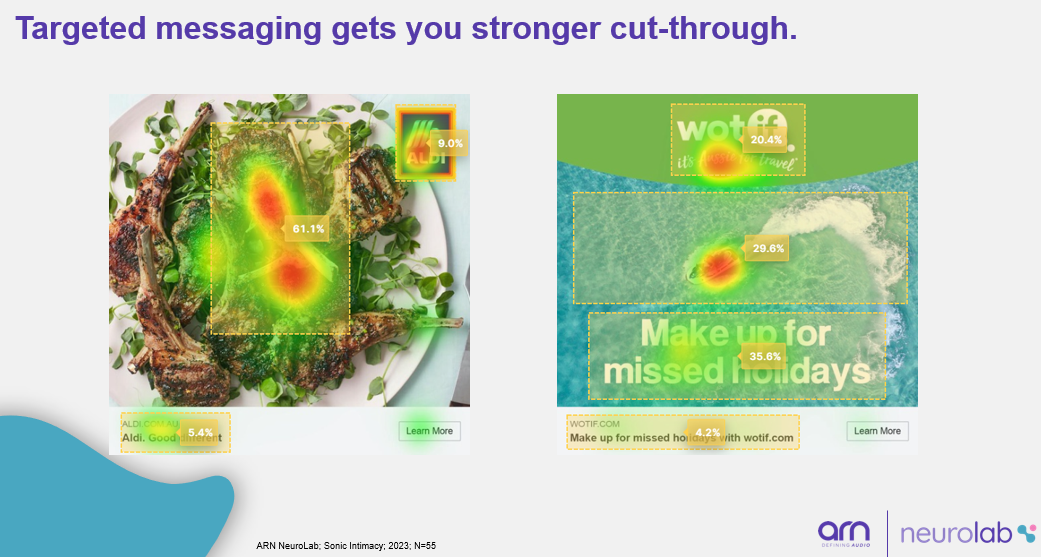 Targeted messaging gets you stronger cut-through.
ALDI
9.0%
61.1%
ALDI.COM.AU
Aldi. Good different
5.4%
Learn More
wotif.
20.4%
it's Aussie for travel
29.6%
Make up for
missed holidays
35.6%
WOTIF.COM
Make up for missed holidays with wotif.com
4.2%
Learn More
ARN NeuroLab; Sonic Intimacy; 2023; N=55
arn
DEFINING AUDIO
neurolab